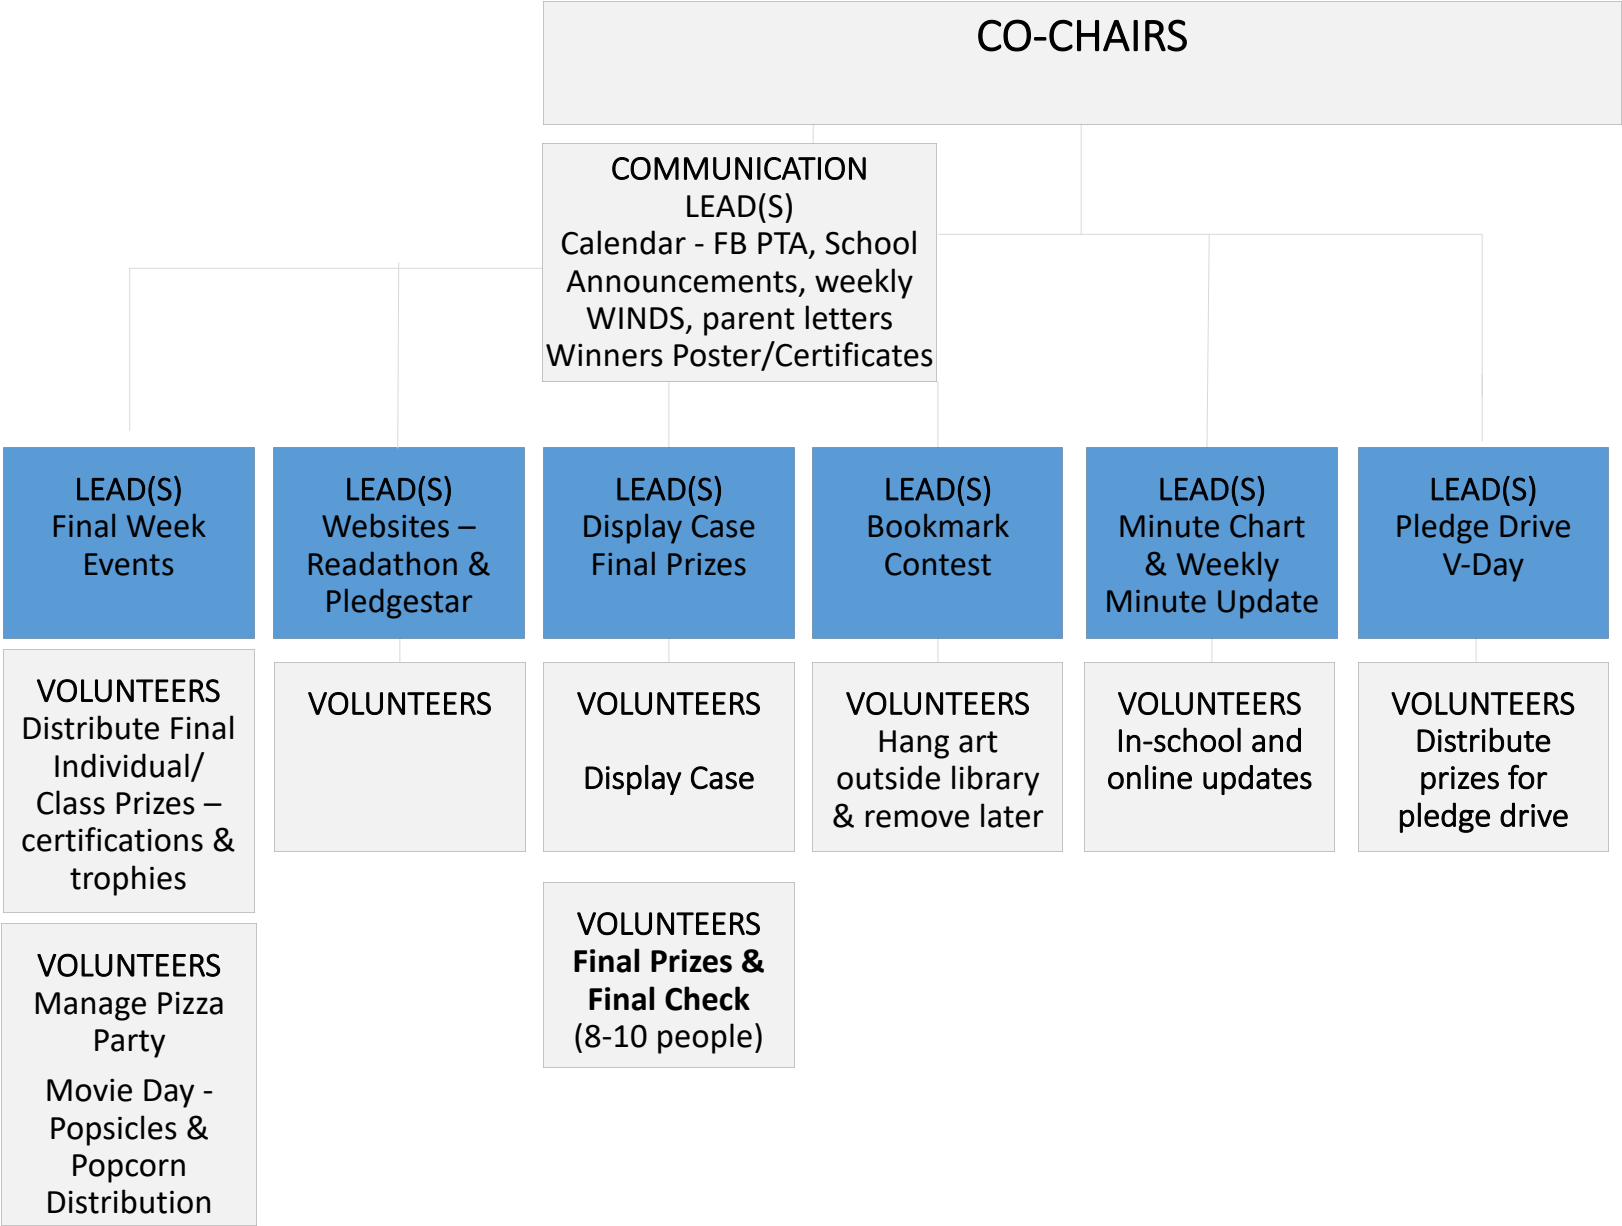 CO-CHAIRS
COMMUNICATION
LEAD(S)
Calendar - FB PTA, School
Announcements, weekly
WINDS, parent letters
Winners Poster/Certificates
LEAD(S)
Final Week
Events
LEAD(S)
Websites –
Readathon &
Pledgestar
LEAD(S)
Display Case
Final Prizes
LEAD(S)
Bookmark
Contest
LEAD(S)
Minute Chart
& Weekly
Minute Update
LEAD(S)
Pledge Drive
V-Day
VOLUNTEERS
Distribute Final
Individual/
Class Prizes –
certifications &
trophies
VOLUNTEERS
VOLUNTEERS
Display Case
VOLUNTEERS
Hang art
outside library
& remove later
VOLUNTEERS
In-school and
online updates
VOLUNTEERS
Distribute
prizes for
pledge drive
VOLUNTEERS
Manage Pizza
Party
Movie Day -
Popsicles &
Popcorn
Distribution
VOLUNTEERS
Final Prizes &
Final Check
(8-10 people)